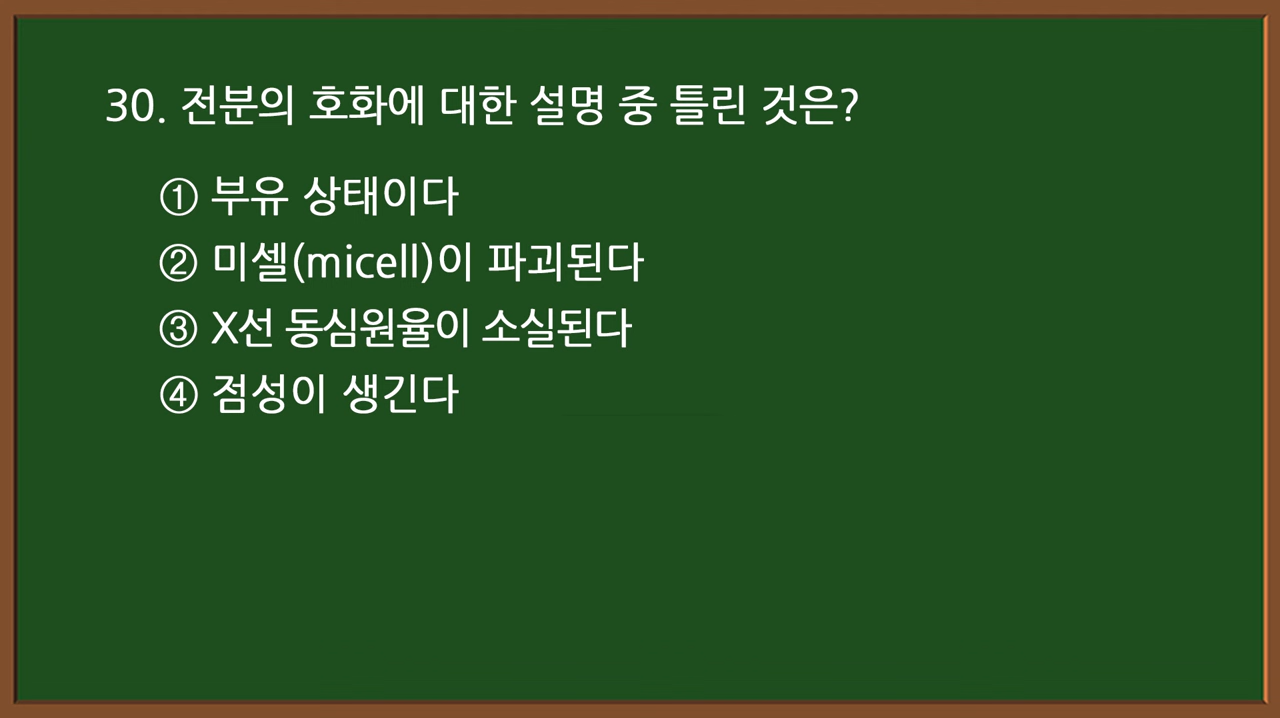 30. 전분의 호화에 대한 설명 중 틀린 것은?
① 부유 상태이다
② 미셀(micell)이 파괴된다
③ X선 동심원율이 소실된다
④ 점성이 생긴다